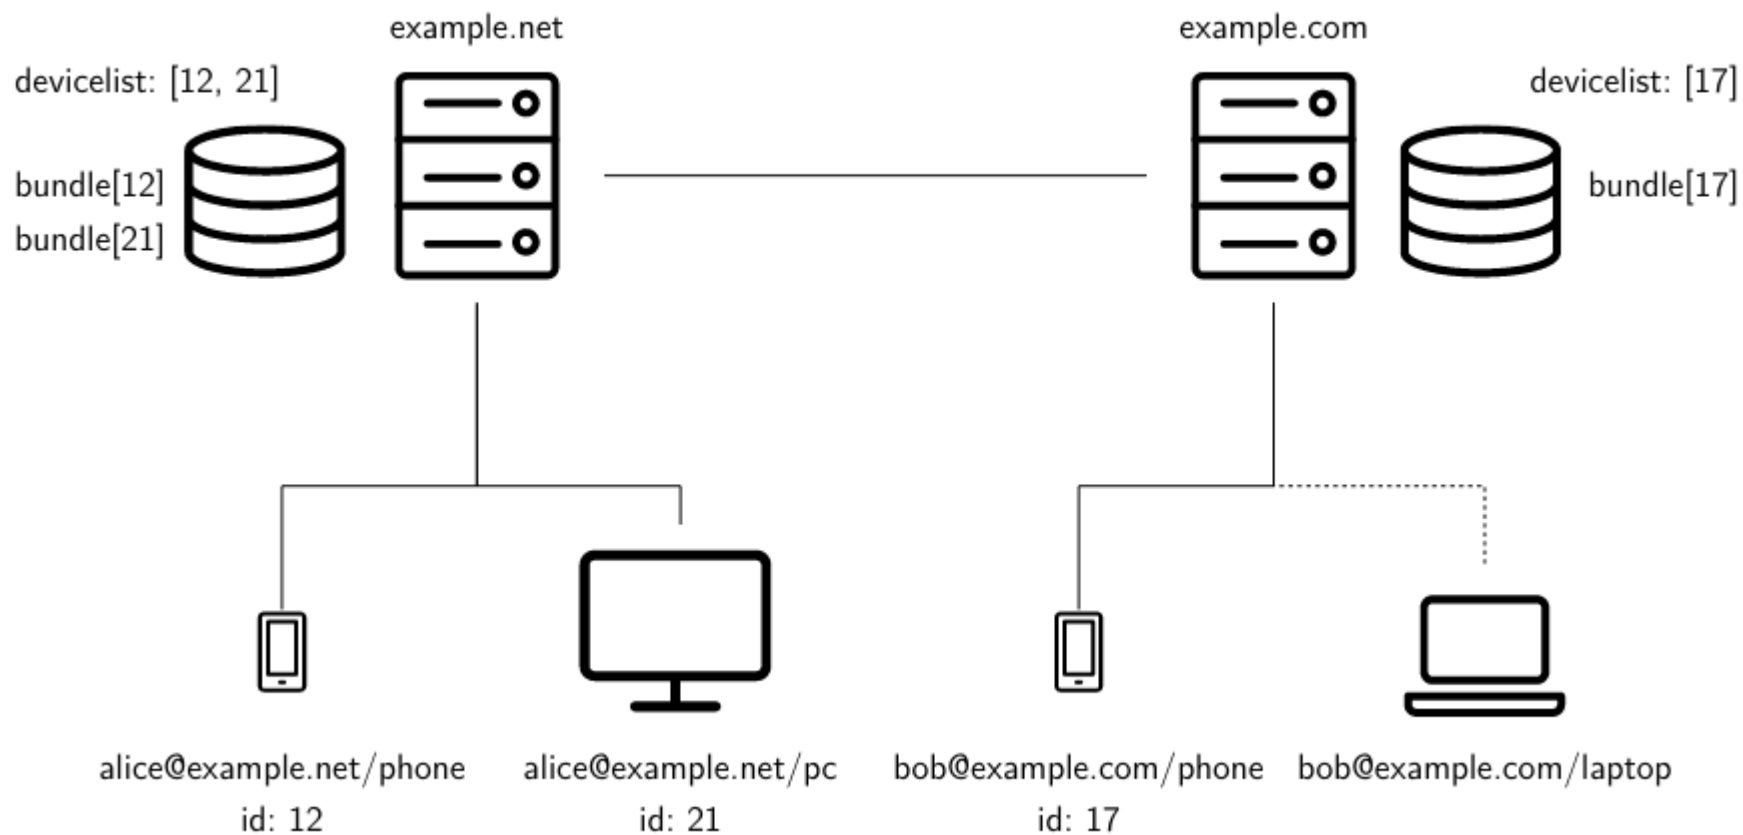 example.net
example.com
devicelist: [12, 21]
devicelist: [17]
bundle[12]
bundle[17]
bundle[21]
alice@example.net/phone
alice@example.net/pc
bob@example.com/phone
bob@example.com/laptop
id: 12
id: 21
id: 17